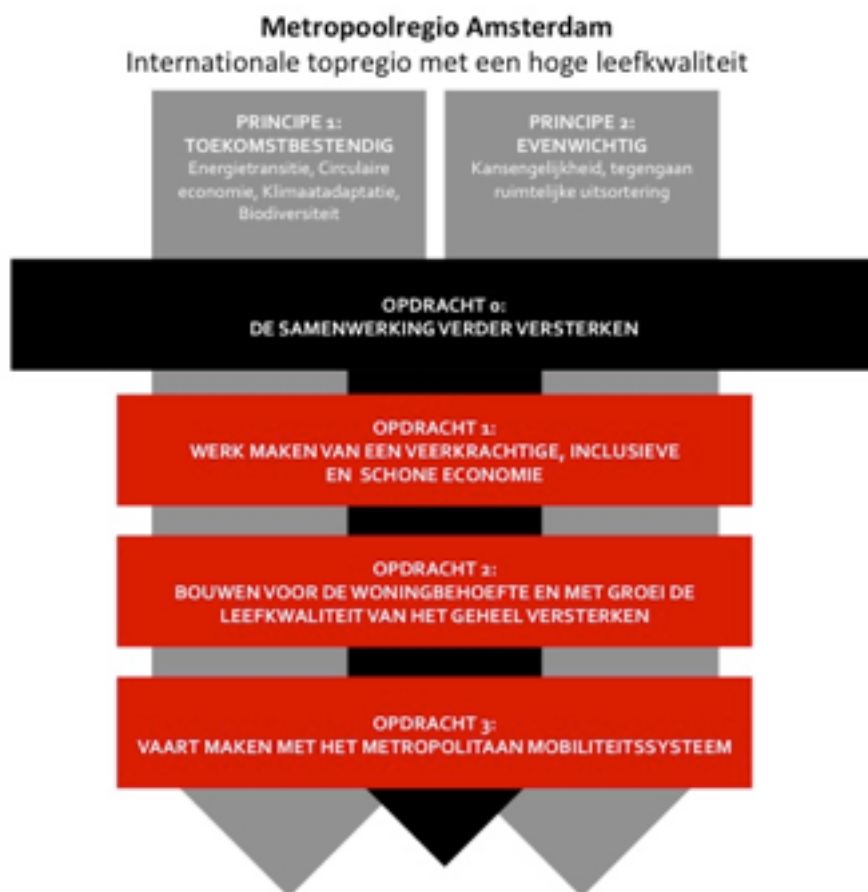 Metropoolregio Amsterdam
Internationale topregio met een hoge leefkwaliteit
PRINCIPE 1:
TOEKOMSTBESTENDIG
Energietransitie, Circulaire
economie, Klimaatadaptatie,
Biodiversiteit
PRINCIPE 2:
EVENWICHTIG
Kansengelijkheid, tegengaan
ruimtelijke uitsortering
OPDRACHT 0:
DE SAMENWERKING VERDER VERSTERKEN
OPDRACHT 1:
WERK MAKEN VAN EEN VEERKRACHTIGE, INCLUSIEVE
EN SCHONE ECONOMIE
OPDRACHT 2:
BOUWEN VOOR DE WONINGBEHOEFTE EN MET GROEI DE
LEEFKWALITEIT VAN HET GEHEEL VERSTERKEN
OPDRACHT 3:
VAART MAKEN MET HET METROPOLITAAN MOBILITEITSSYSTEEM